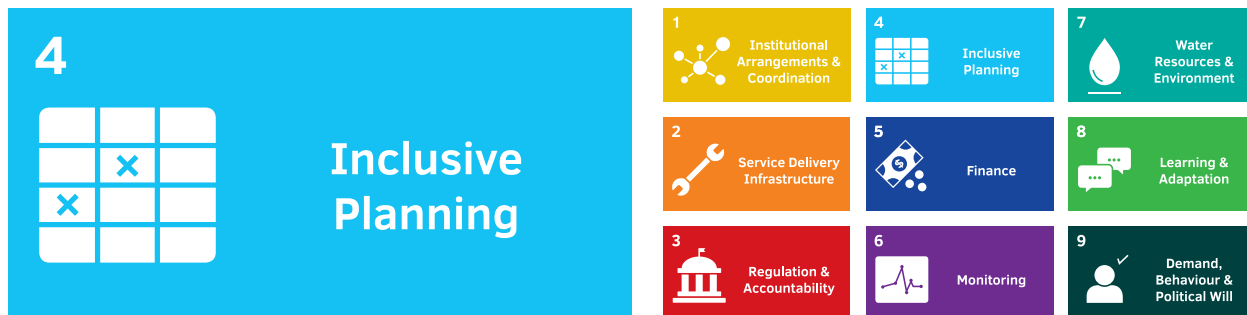 4
Inclusive
Planning
1
Institutional
Arrangements &
Coordination
2
Service Delivery
Infrastructure
3
Regulation &
Accountability
4
Inclusive
Planning
5
Finance
6
Monitoring
7
Water
Resources &
Environment
8
Learning &
Adaptation
9
Demand,
Behaviour &
Political Will